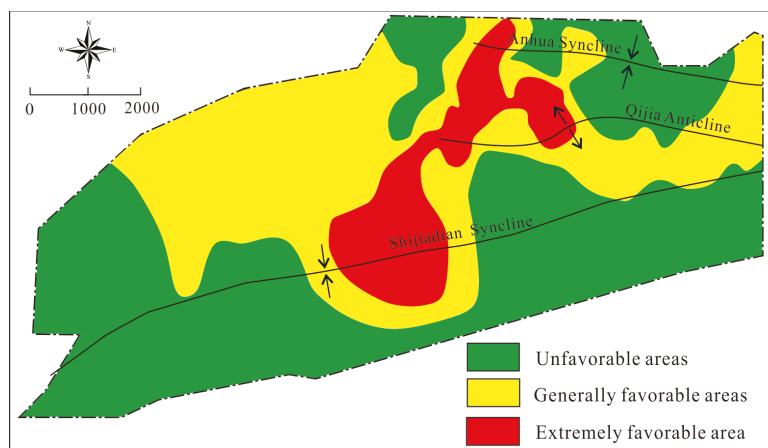 N
W E
S
0 1000 2000
Anhua Syncline
Qijia Anticline
Shijiadian Syncline
Unfavorable areas
Generally favorable areas
Extremely favorable area